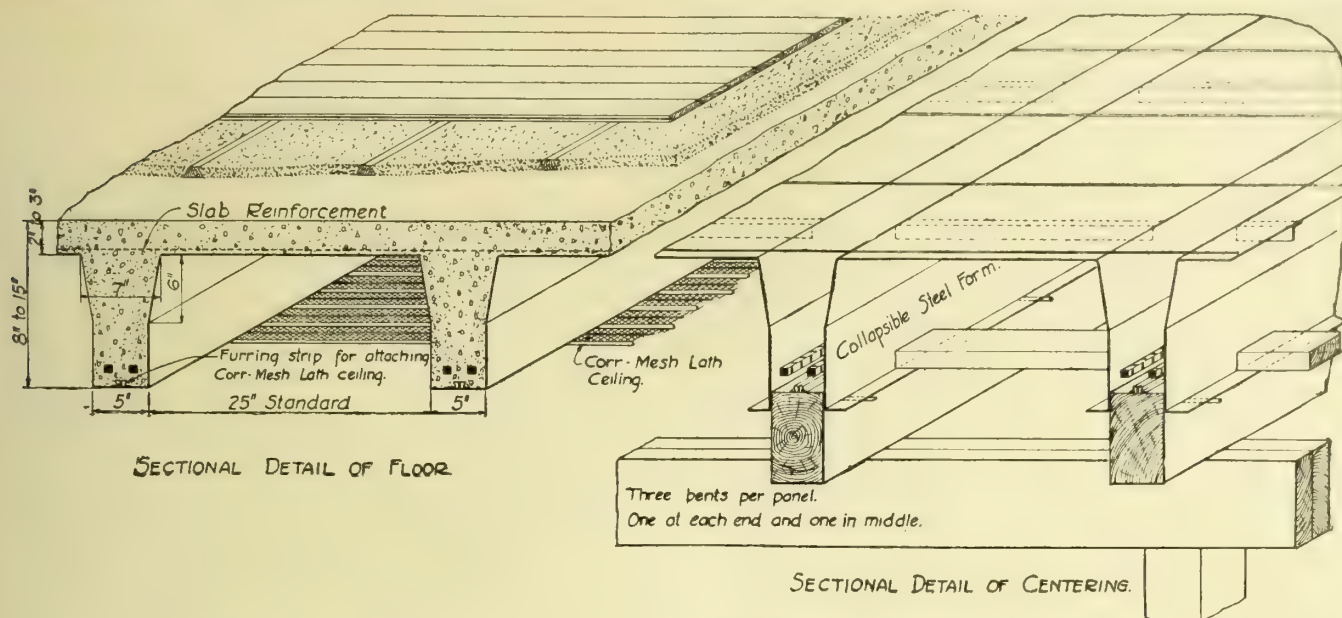 Slab Reinforcement
2" to 3"
8" to 15"
7"
6"
Furring strip for attaching
Corr-Mesh Lath ceiling.
5"
25" Standard
5"
SECTIONAL DETAIL OF FLOOR
Corr-Mesh Lath
Ceiling.
Collapsible Steel Form.
Three bents per panel.
One at each end and one in middle.
SECTIONAL DETAIL OF CENTERING.